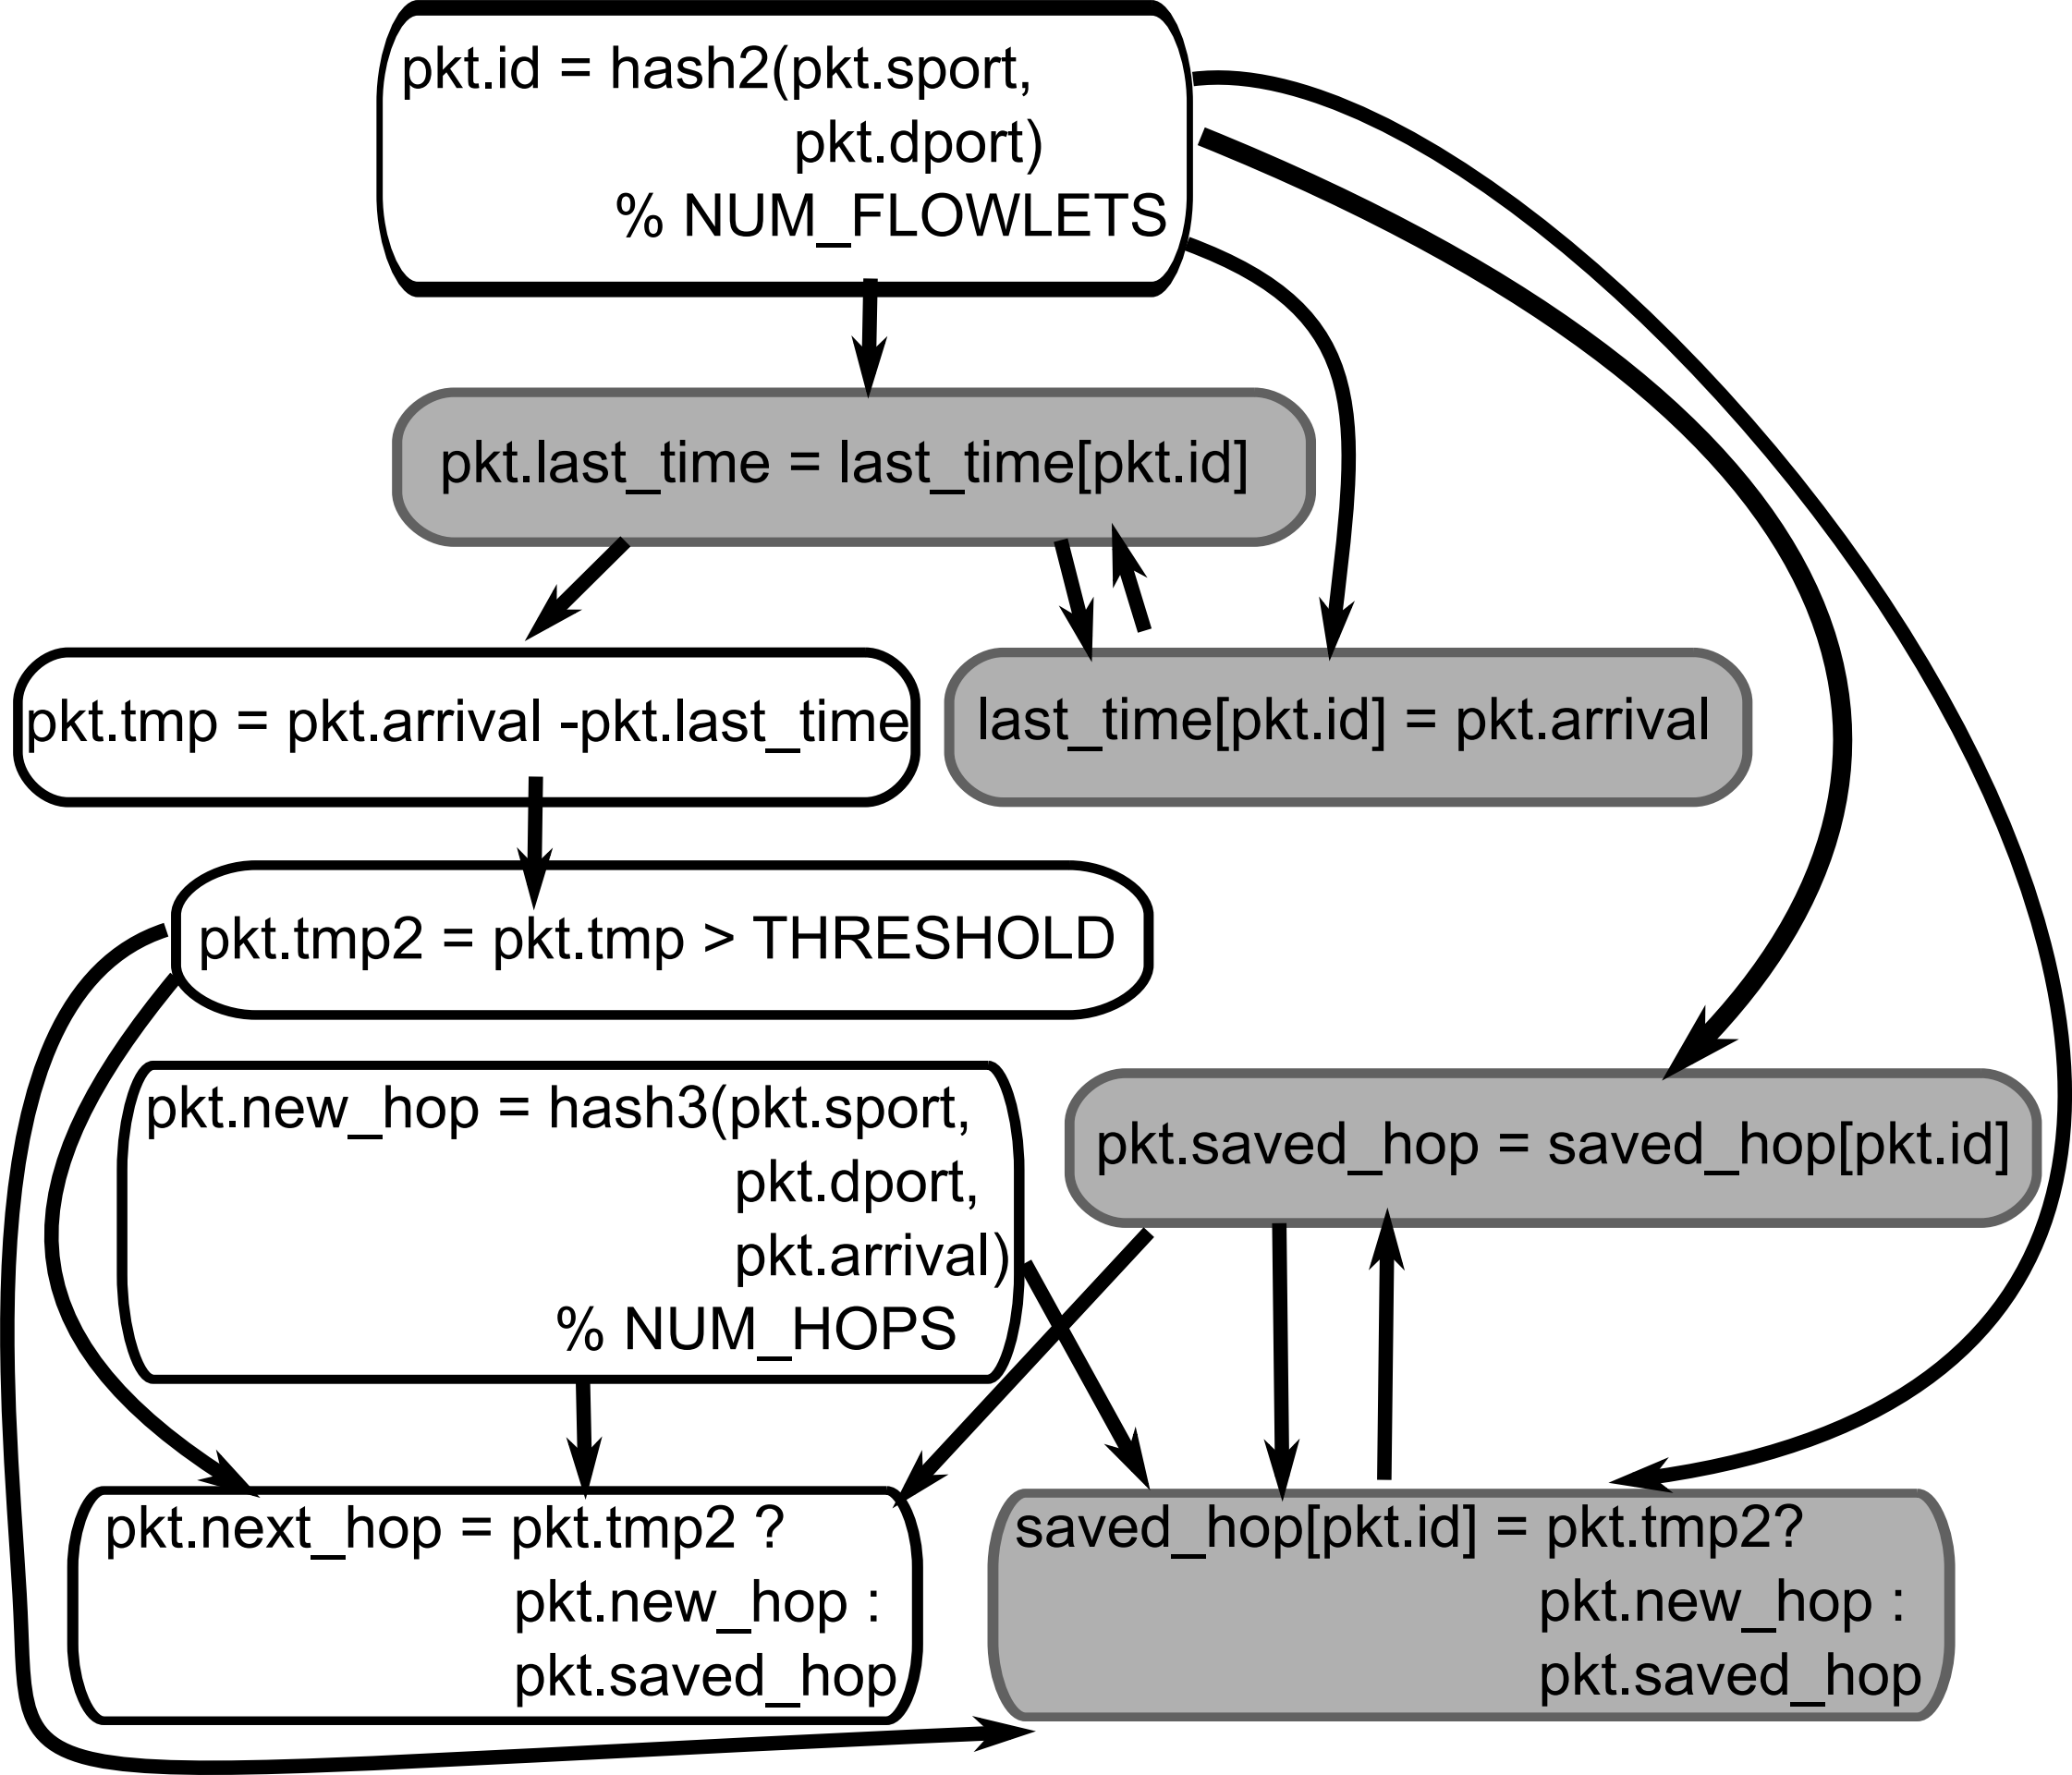 pkt.id = hash2(pkt.sport,
pkt.dport)
% NUM_FLOWLETS
pkt.last_time = last_time[pkt.id]
pkt.tmp = pkt.arrival -pkt.last_time
last_time[pkt.id] = pkt.arrival
pkt.tmp2 = pkt.tmp > THRESHOLD
pkt.new_hop = hash3(pkt.sport,
pkt.dport,
pkt.arrival)
% NUM_HOPS
pkt.saved_hop = saved_hop[pkt.id]
pkt.next_hop = pkt.tmp2 ?
pkt.new_hop :
pkt.saved_hop
saved_hop[pkt.id] = pkt.tmp2?
pkt.new_hop :
pkt.saved_hop